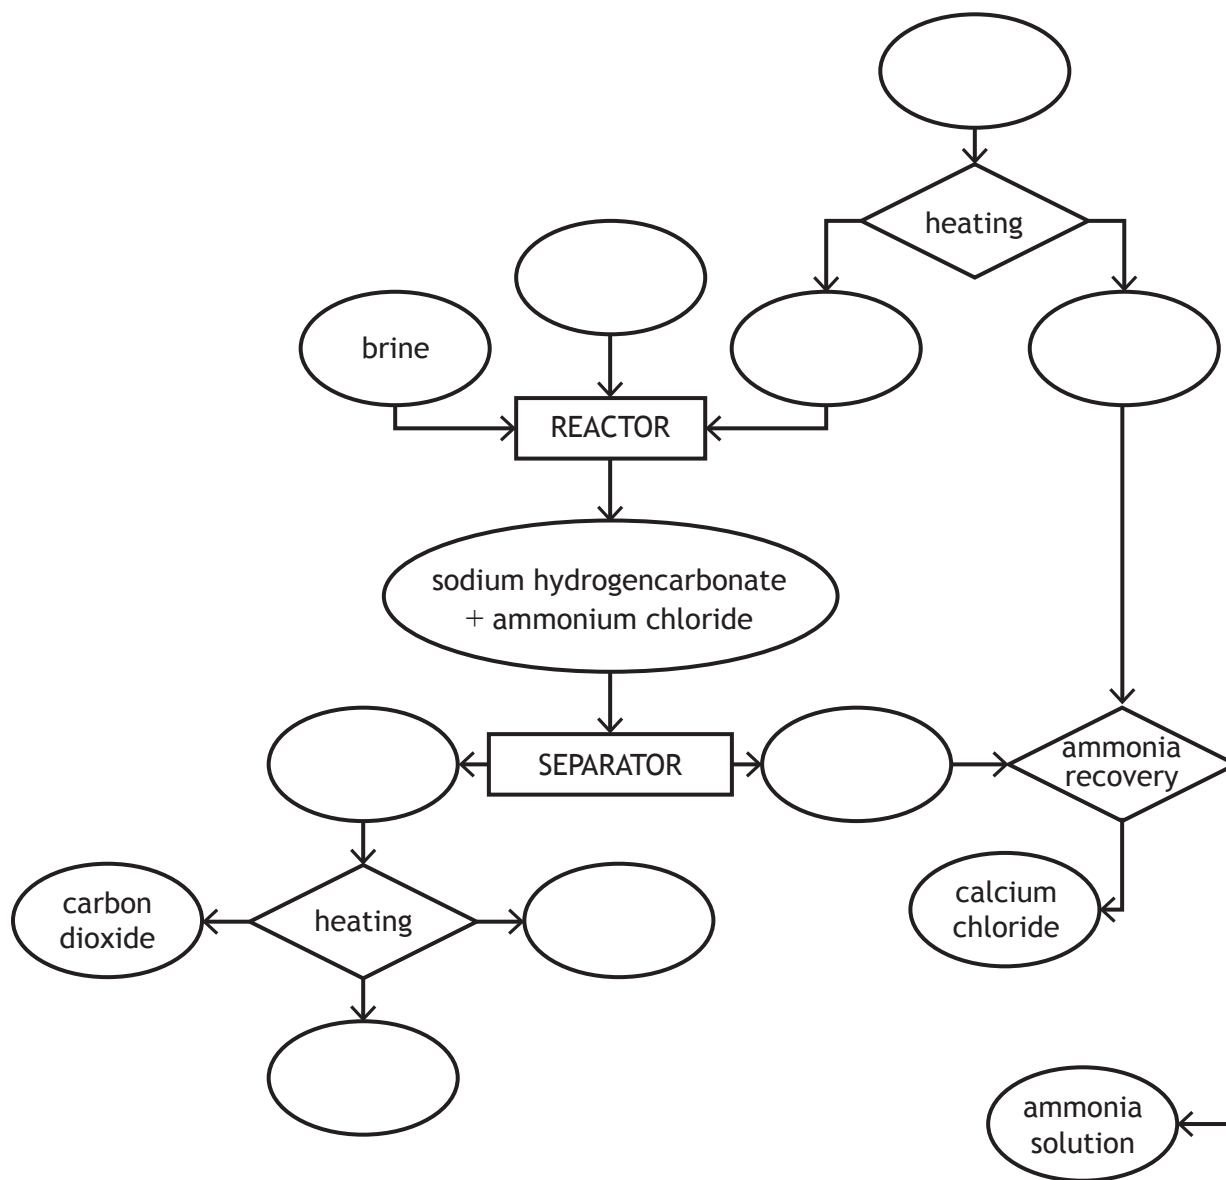 heating
brine
REACTOR
sodium hydrogencarbonate
+ ammonium chloride
SEPARATOR
ammonia
recovery
carbon
dioxide
heating
calcium
chloride
ammonia
solution